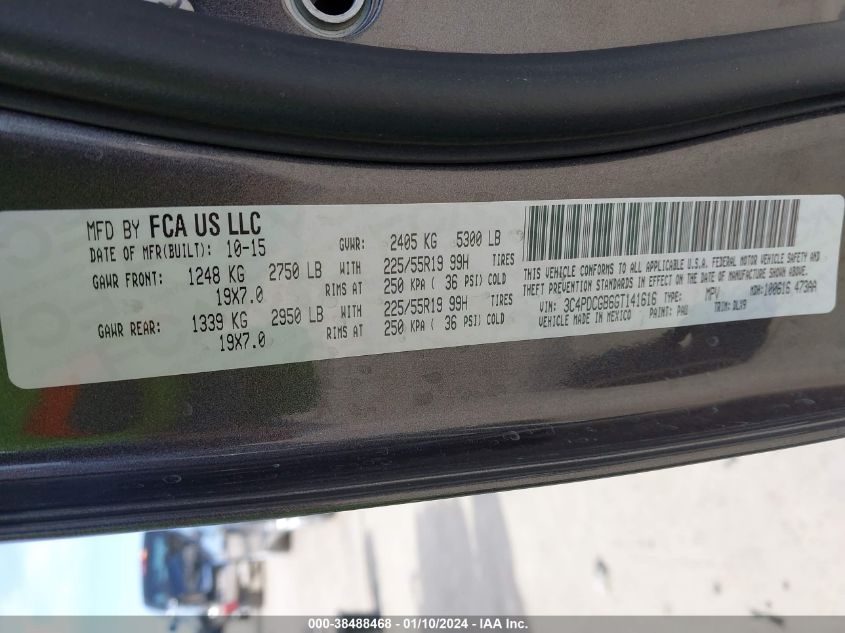 MFD BY FCA US LLC
DATE OF MFR(BUILT): 10-15 GVWR: 2405 KG 5300 LB
GAWR FRONT: 1248 KG 2750 LB WITH 225/55R19 99H TIRES
19X7.0 RIMS AT 250 KPA ( 36 PSI) COLD
GAWR REAR: 1339 KG 2950 LB WITH 225/55R19 99H TIRES
19X7.0 RIMS AT 250 KPA ( 36 PSI) COLD
THIS VEHICLE CONFORMS TO ALL APPLICABLE U.S.A. FEDERAL MOTOR VEHICLE SAFETY AND
THEFT PREVENTION STANDARDS IN EFFECT ON THE DATE OF MANUFACTURE SHOWN ABOVE.
VIN: 3C4PDCGB6GT141616 TYPE: MPV MDH: 100616 473AA
VEHICLE MADE IN MEXICO PAINT: PAU TRIM: DLX9
000-38488468 - 01/10/2024 - IAA Inc.